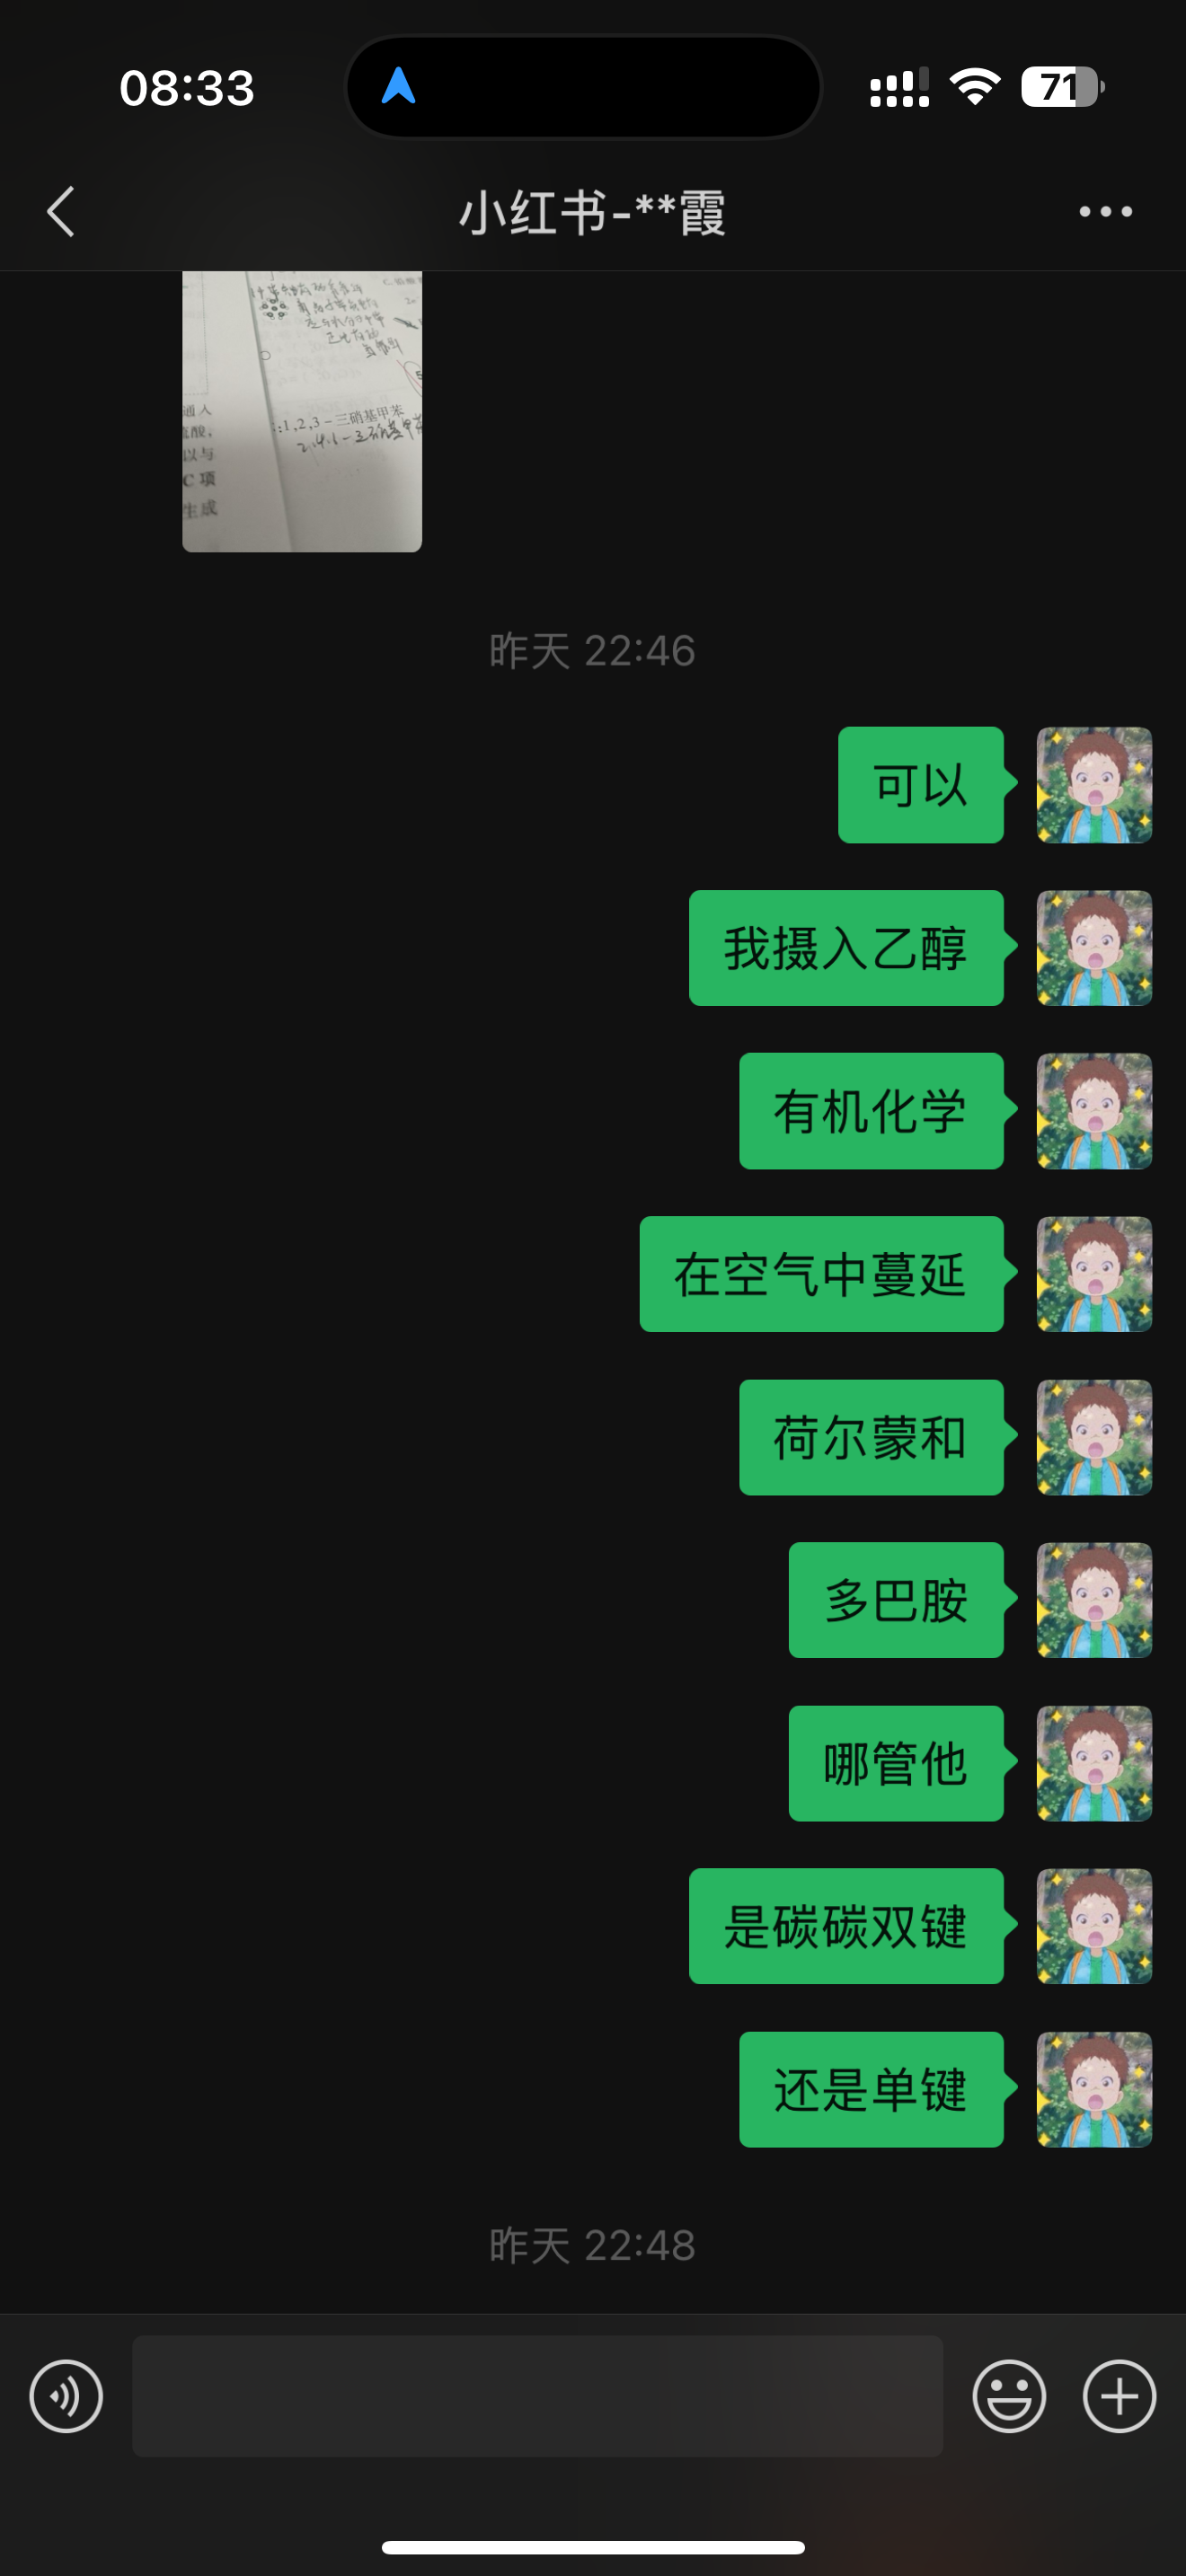 08:33
71
小红书-**霞
通人
硫酸,
以与
C 项
生成
:1,2,3-三硝基甲苯
昨天 22:46
可以
我摄入乙醇
有机化学
在空气中蔓延
荷尔蒙和
多巴胺
哪管他
是碳碳双键
还是单键
昨天 22:48